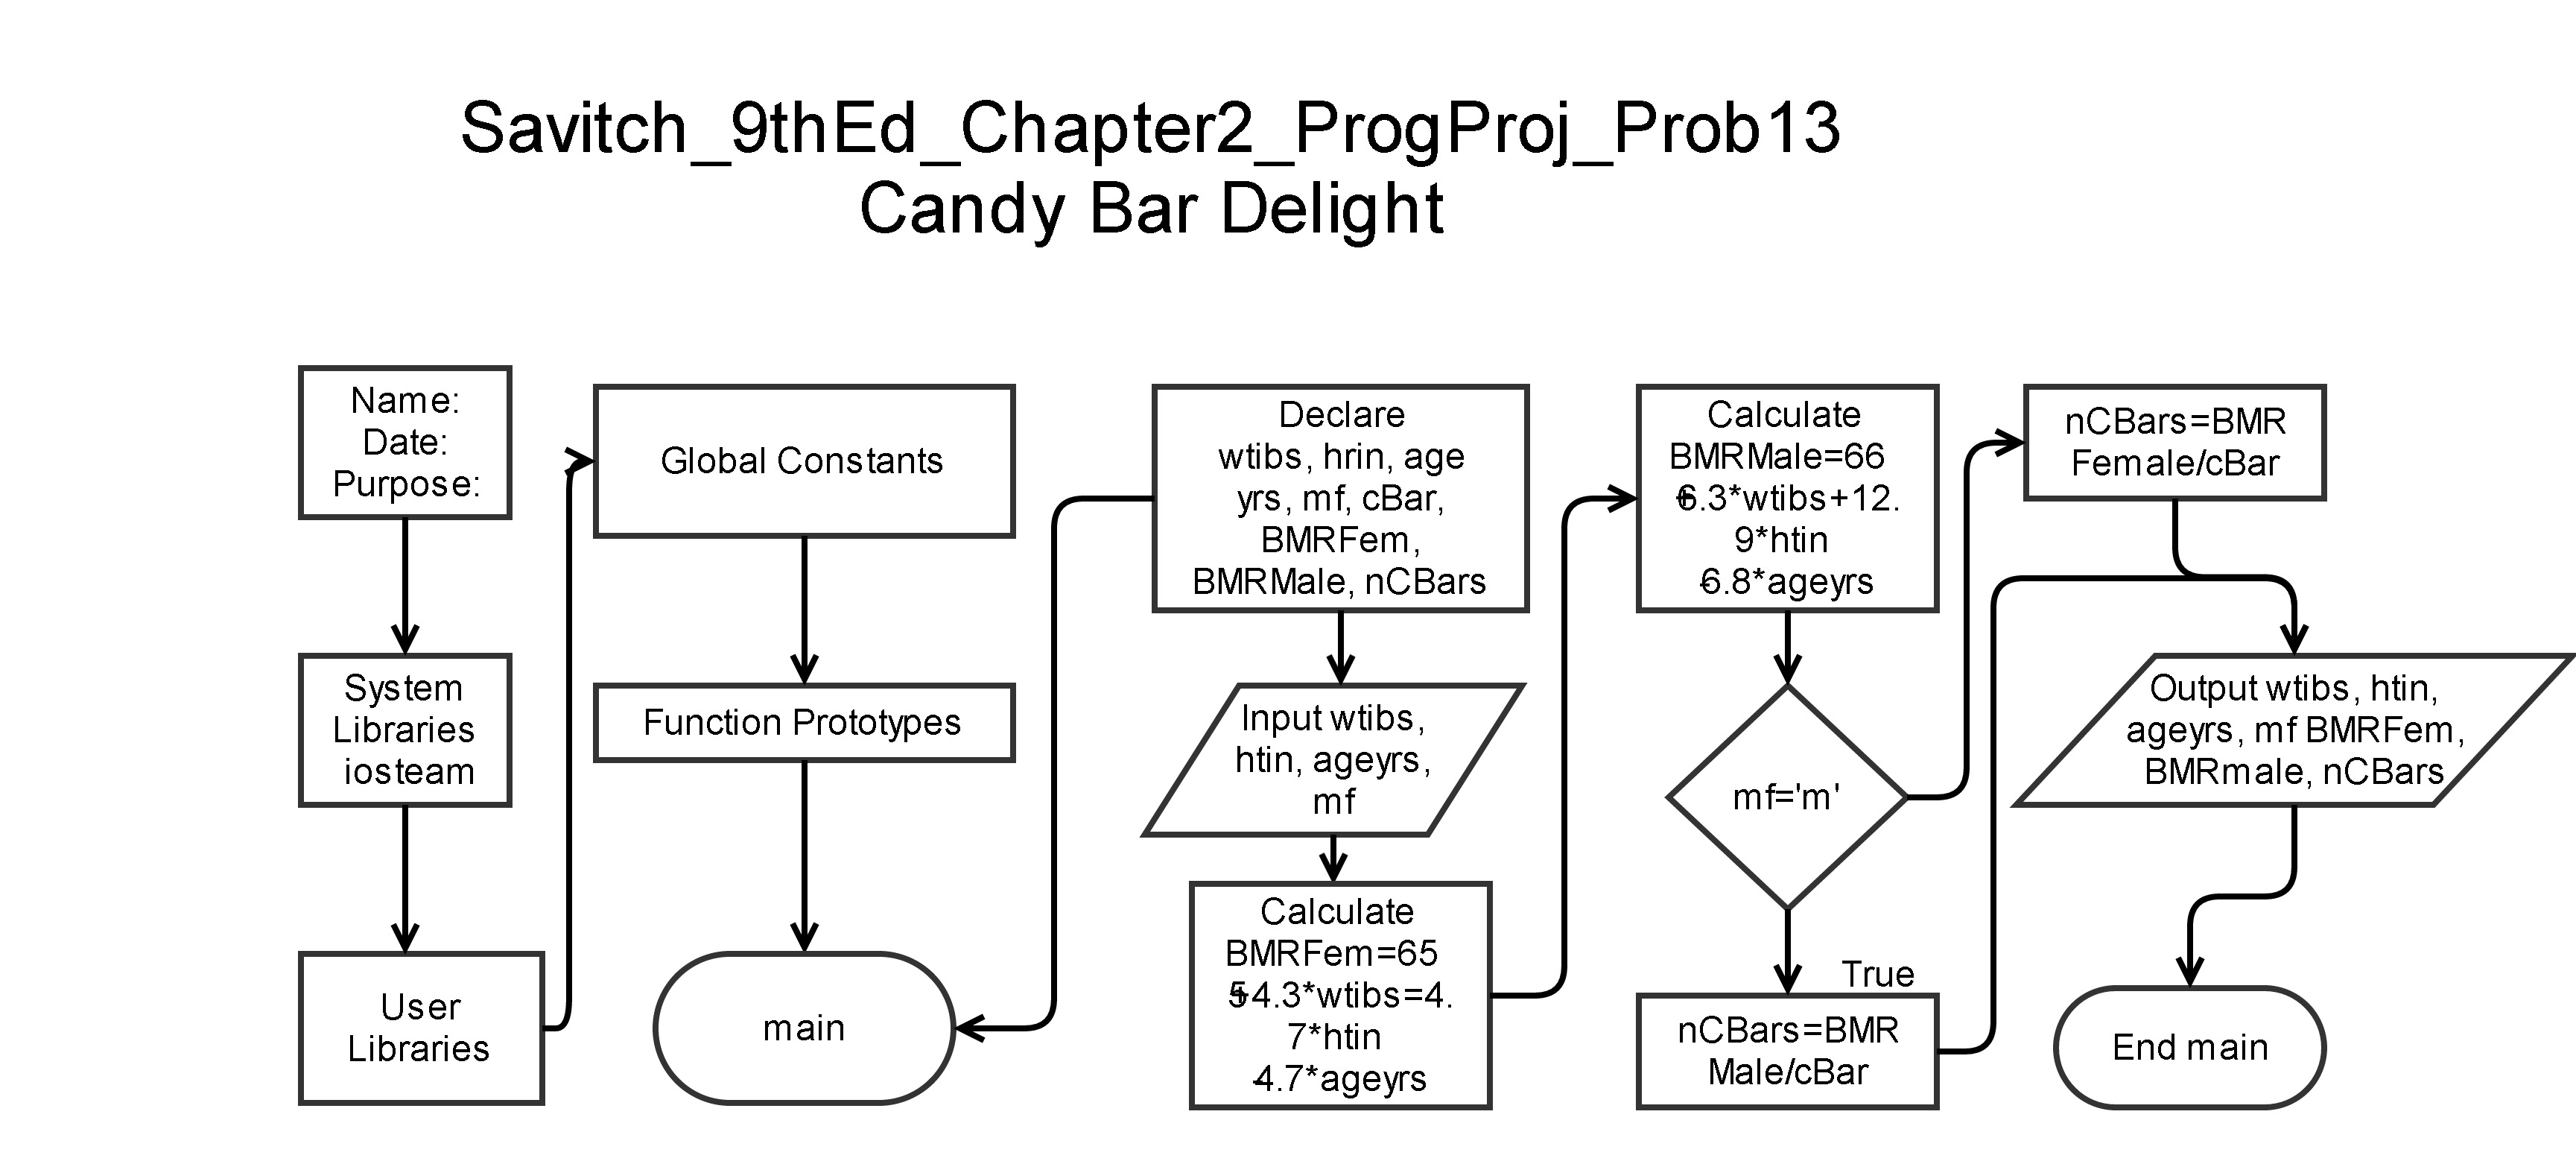 Savitch_9thEd_Chapter2_ProgProj_Prob13
Candy Bar Delight
Name:
Date:
Purpose:
System
Libraries
iosteam
User
Libraries
Global Constants
Function Prototypes
main
Declare
wtibs, hrin, age
yrs, mf, cBar,
BMRFem,
BMRMale, nCBars
Input wtibs,
htin, ageyrs,
mf
Calculate
BMRFem=65
5+4.3*wtibs=4.
7*htin
-4.7*ageyrs
Calculate
BMRMale=66
+6.3*wtibs+12.
9*htin
-6.8*ageyrs
mf='m'
True
nCBars=BMR
Male/cBar
nCBars=BMR
Female/cBar
Output wtibs, htin,
ageyrs, mf BMRFem,
BMRmale, nCBars
End main